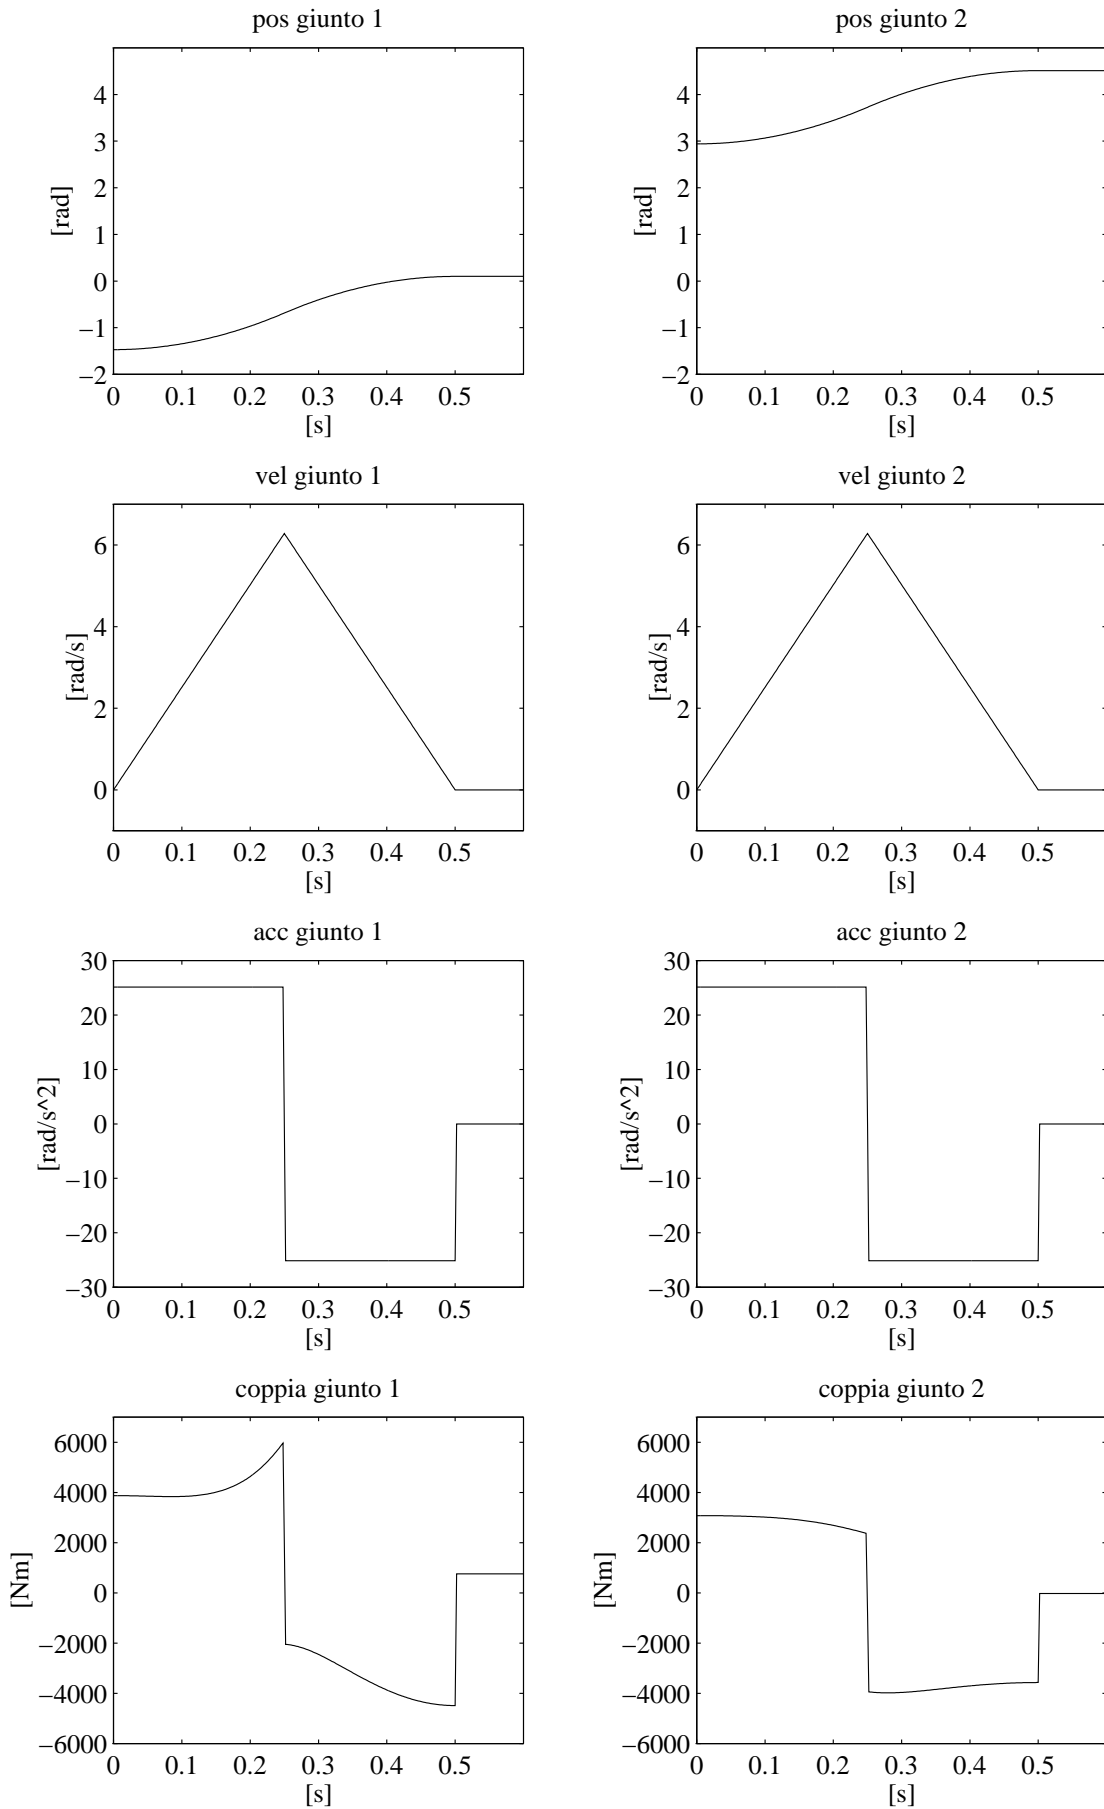 pos giunto 1
4
3
2
1
0
−1
−2
[rad]
0 0.1 0.2 0.3 0.4 0.5
[s]
pos giunto 2
4
3
2
1
0
−1
−2
[rad]
0 0.1 0.2 0.3 0.4 0.5
[s]
vel giunto 1
6
4
2
0
[rad/s]
0 0.1 0.2 0.3 0.4 0.5
[s]
vel giunto 2
6
4
2
0
[rad/s]
0 0.1 0.2 0.3 0.4 0.5
[s]
acc giunto 1
30
20
10
0
−10
−20
−30
[rad/s^2]
0 0.1 0.2 0.3 0.4 0.5
[s]
acc giunto 2
30
20
10
0
−10
−20
−30
[rad/s^2]
0 0.1 0.2 0.3 0.4 0.5
[s]
coppia giunto 1
6000
4000
2000
0
−2000
−4000
−6000
[Nm]
0 0.1 0.2 0.3 0.4 0.5
[s]
coppia giunto 2
6000
4000
2000
0
−2000
−4000
−6000
[Nm]
0 0.1 0.2 0.3 0.4 0.5
[s]